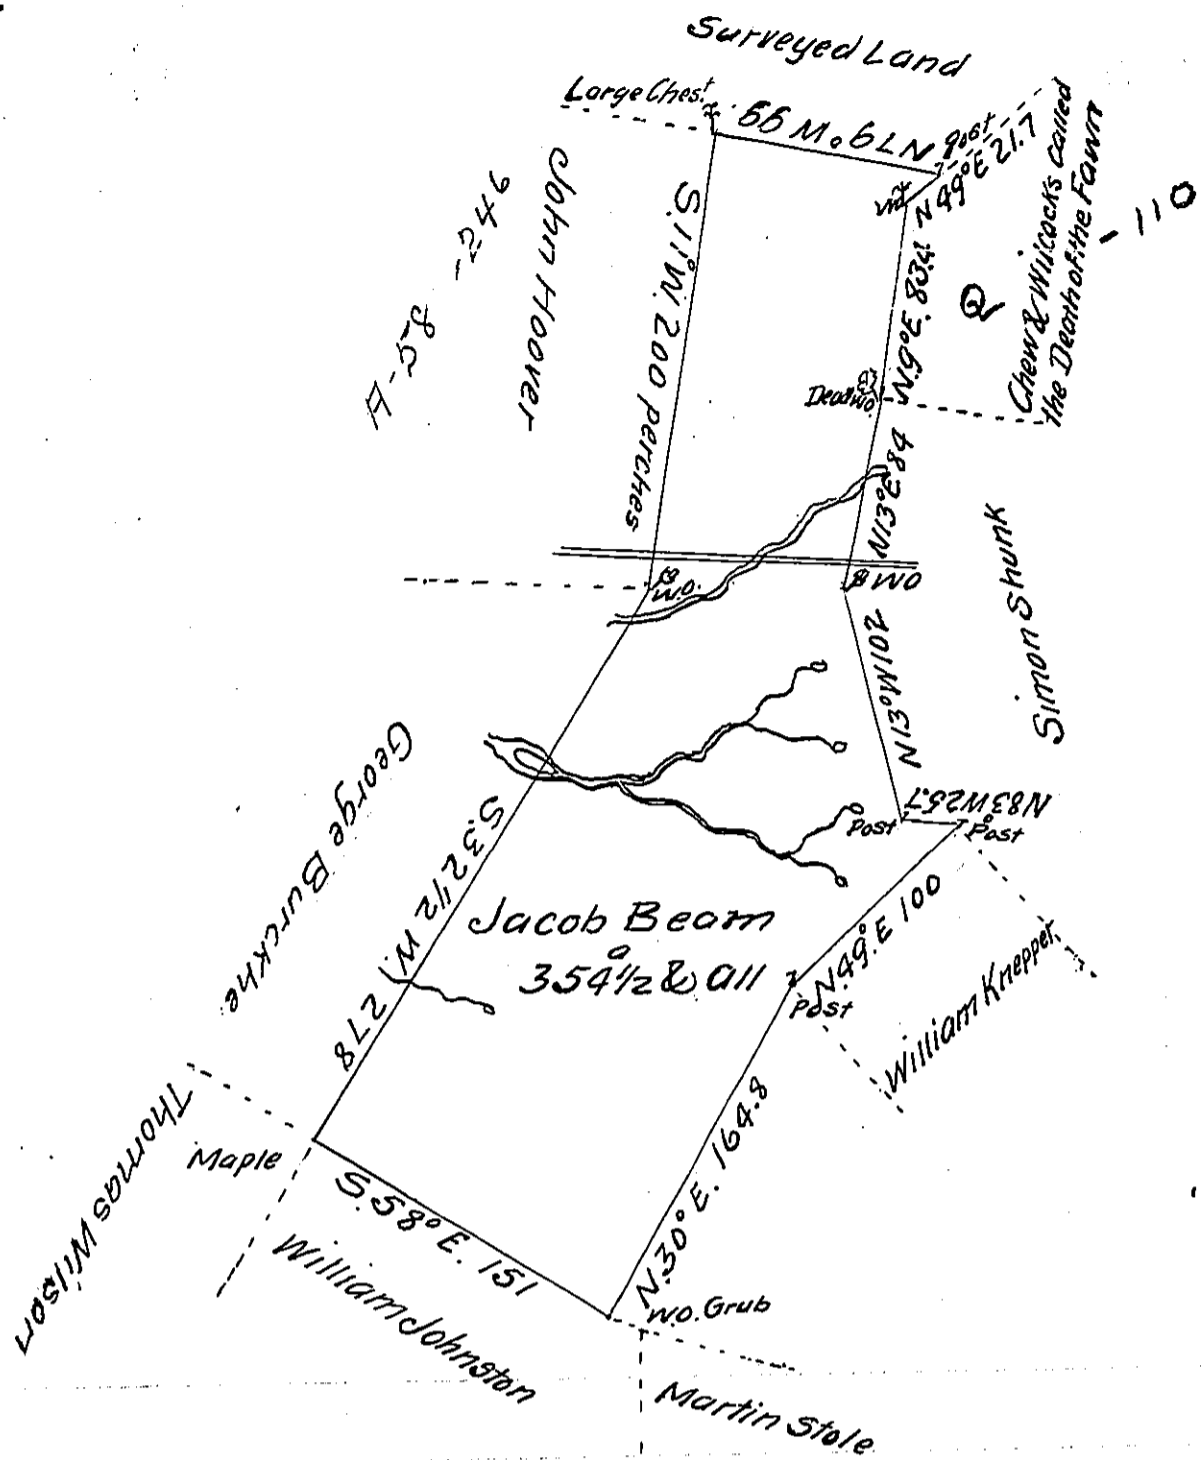 Surveyed Land
Large Chest.
N 79° W 99
Post
N 49° E 21.7
Chew & Wilcocks called
the Death of the Fawn
Q - 110
John Hoover
A-58 -246
S. 11° W. 200 perches
N. 9° E. 83.4
Dead W.O.
N 13° E 84
W.O.
W O
Simon Shunk
N 13° W 102
N 83 W 25.7
Post
Post
George Burckhe
S. 32 1/2 W. 278
Jacob Beam
a
354 1/2 & all
N. 49° E 100
Post
William Knepper
N. 30° E. 164.8
Thomas Wilson
Maple
S. 58° E. 151
W.O. Grub
William Johnston
Martin Stole